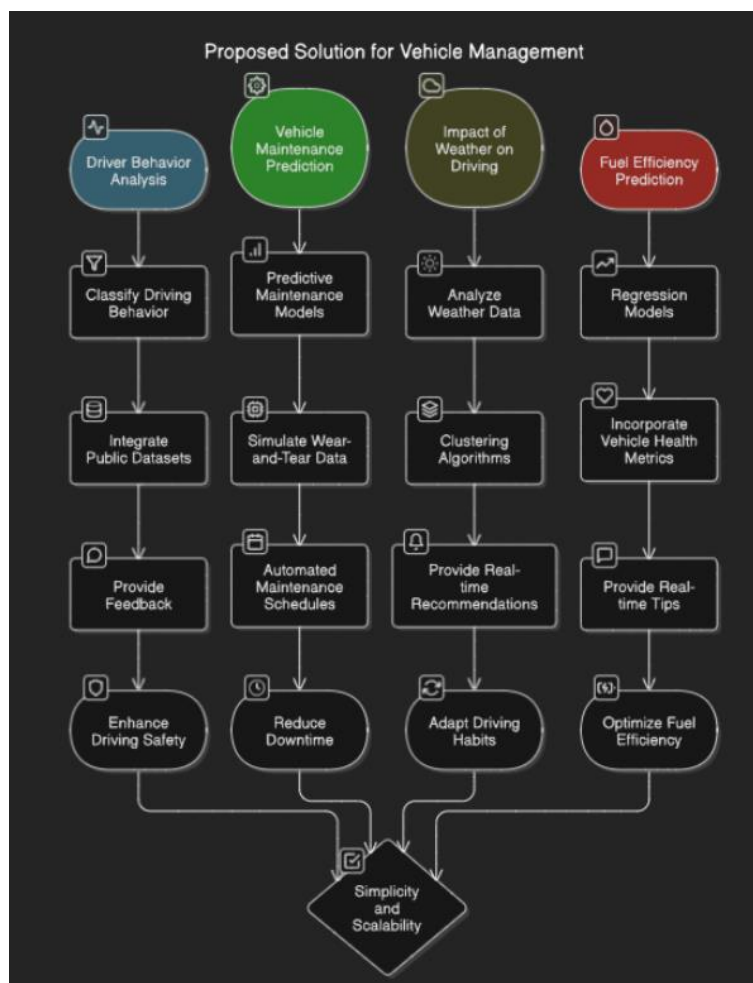 Proposed Solution for Vehicle Management
Driver Behavior
Analysis
Vehicle
Maintenance
Prediction
Impact of
Weather on
Driving
Fuel Efficiency
Prediction
Classify Driving
Behavior
Predictive
Maintenance
Models
Analyze
Weather Data
Regression
Models
Integrate
Public Datasets
Simulate Wear-
and-Tear Data
Clustering
Algorithms
Incorporate
Vehicle Health
Metrics
Provide
Feedback
Automated
Maintenance
Schedules
Provide Real-
time
Recommendations
Provide Real-
time Tips
Enhance
Driving Safety
Reduce
Downtime
Adapt Driving
Habits
Optimize Fuel
Efficiency
Simplicity
and
Scalability